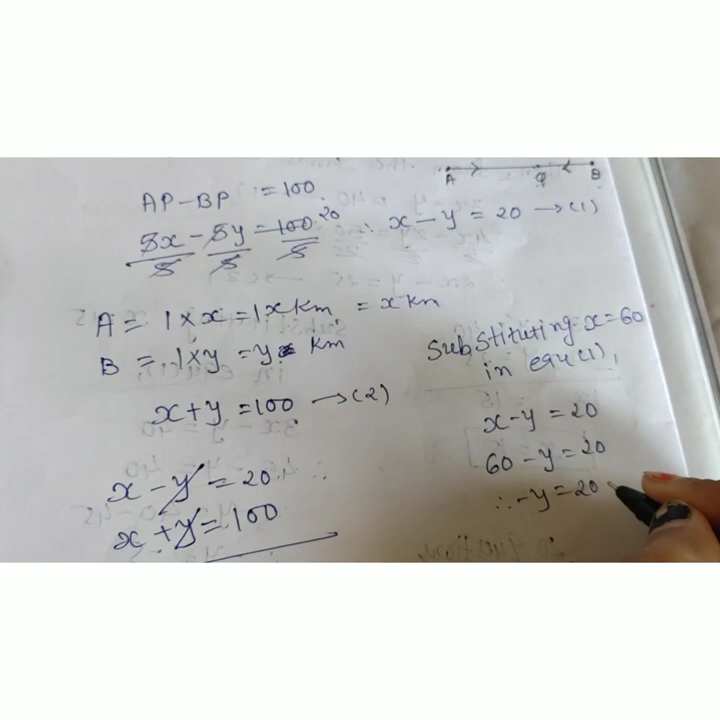 A Q B
AP-BP = 100
5x - 5y = 100 20 ∴ x - y = 20 → (1)
5 5 5
A = 1 × x = 1x km = x km
B = 1 × y = y km
x + y = 100 → (2)
x - y = 20
x + y = 100
Substituting x = 60
in equ (1),
x - y = 20
60 - y = 20
∴ -y = 20